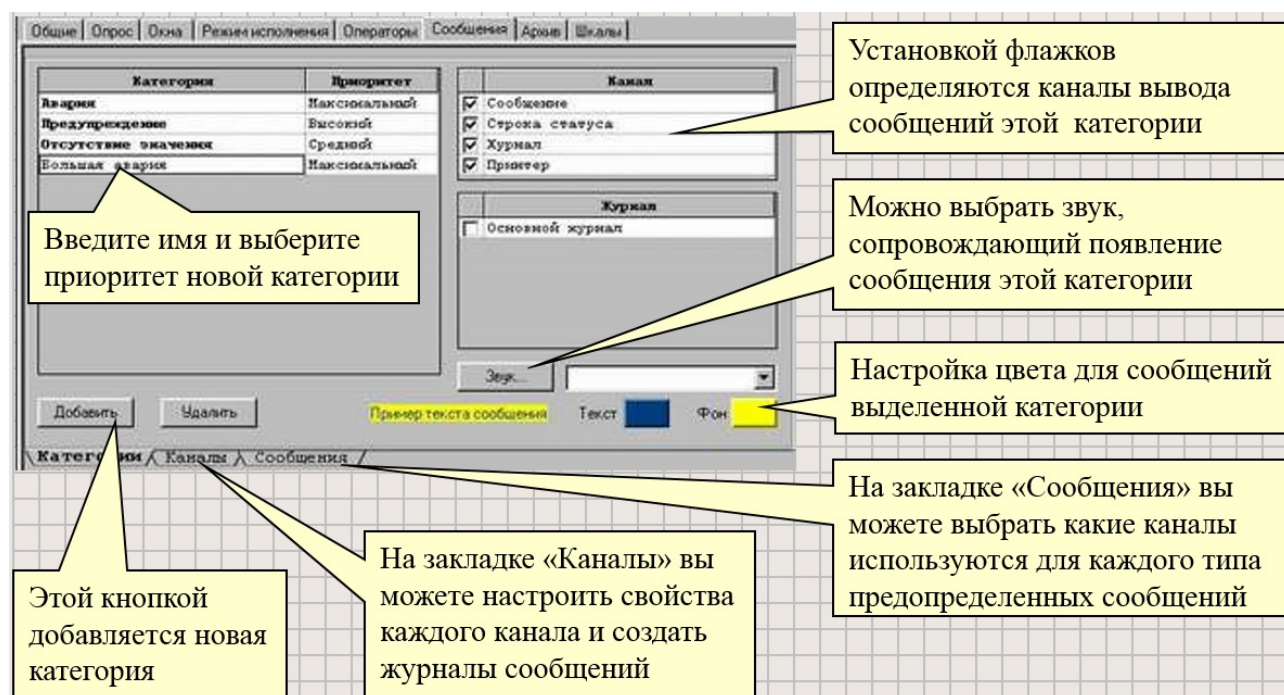 Общие Опрос Окна Режим исполнения Операторы Сообщения Архив Шкалы
Категория Приоритет
Авария Максимальный
Предупреждение Высокий
Отсутствие значения Средний
Большая авария Максимальный
Канал
Сообщение
Строка статуса
Журнал
Принтер
Журнал
Основной журнал
Звук...
Добавить Удалить Пример текста сообщения Текст Фон
Категории Каналы Сообщения
Введите имя и выберите
приоритет новой категории
Установкой флажков
определяются каналы вывода
сообщений этой категории
Можно выбрать звук,
сопровождающий появление
сообщения этой категории
Настройка цвета для сообщений
выделенной категории
На закладке «Сообщения» вы
можете выбрать какие каналы
используются для каждого типа
предопределенных сообщений
На закладке «Каналы» вы
можете настроить свойства
каждого канала и создать
журналы сообщений
Этой кнопкой
добавляется новая
категория